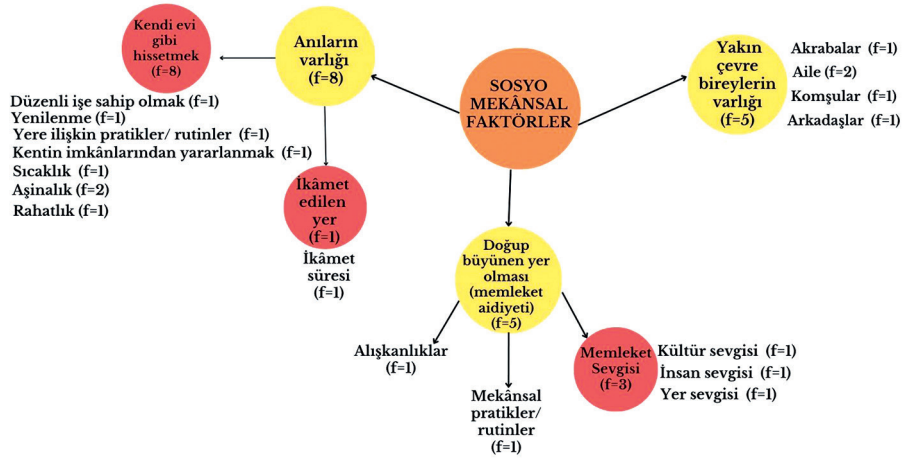 Kendi evi
gibi
hissetmek
(f=8)
Düzenli işe sahip olmak (f=1)
Yenilenme (f=1)
Yere ilişkin pratikler/ rutinler (f=1)
Kentin imkânlarından yararlanmak (f=1)
Sıcaklık (f=1)
Aşinalık (f=2)
Rahatlık (f=1)
Anıların
varlığı
(f=8)
İkâmet
edilen
yer
(f=1)
İkâmet
süresi
(f=1)
SOSYO
MEKÂNSAL
FAKTÖRLER
Yakın
çevre
bireylerin
varlığı
(f=5)
Akrabalar (f=1)
Aile (f=2)
Komşular (f=1)
Arkadaşlar (f=1)
Doğup
büyünen yer
olması
(memleket
aidiyeti)
(f=5)
Alışkanlıklar
(f=1)
Mekânsal
pratikler/
rutinler
(f=1)
Memleket
Sevgisi
(f=3)
Kültür sevgisi (f=1)
İnsan sevgisi (f=1)
Yer sevgisi (f=1)